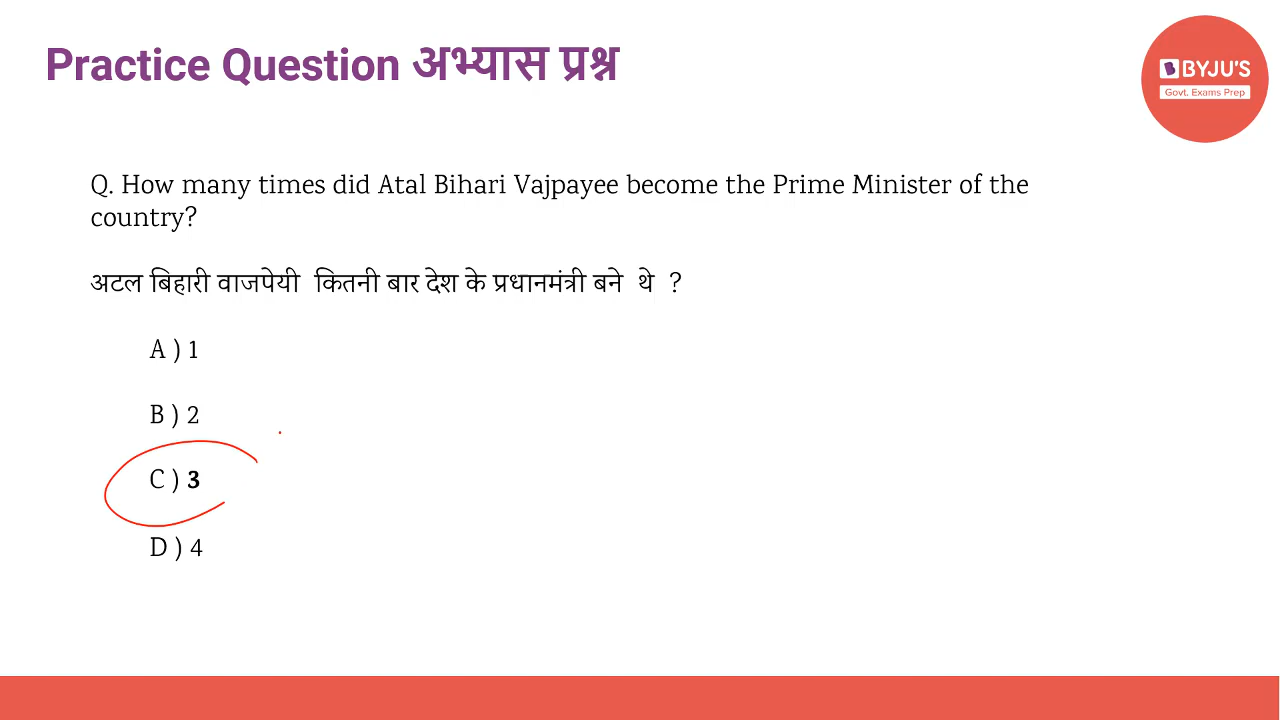 Practice Question अभ्यास प्रश्न
BYJU'S
Govt. Exams Prep
Q. How many times did Atal Bihari Vajpayee become the Prime Minister of the
country?
अटल बिहारी वाजपेयी कितनी बार देश के प्रधानमंत्री बने थे ?
A ) 1
B ) 2
C ) 3
D ) 4